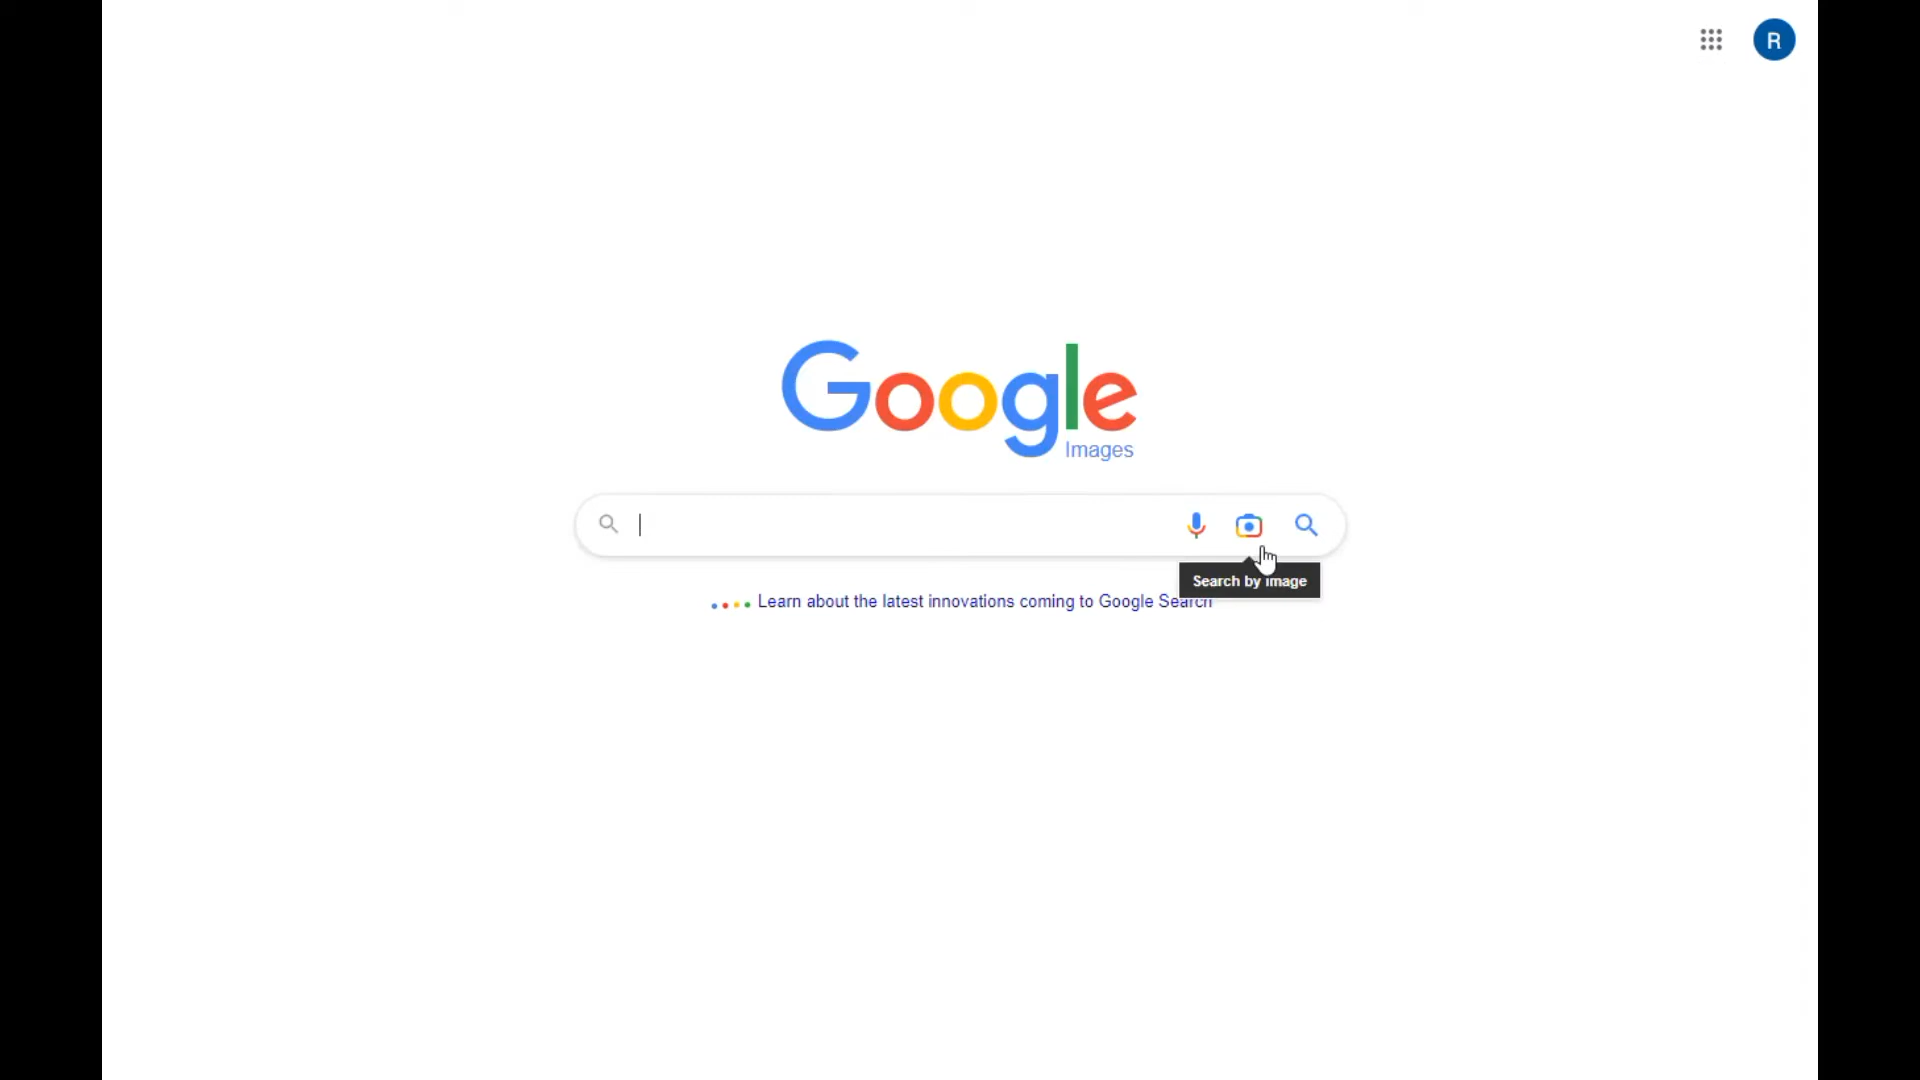 R
Google
Images
Search by image
Learn about the latest innovations coming to Google Search